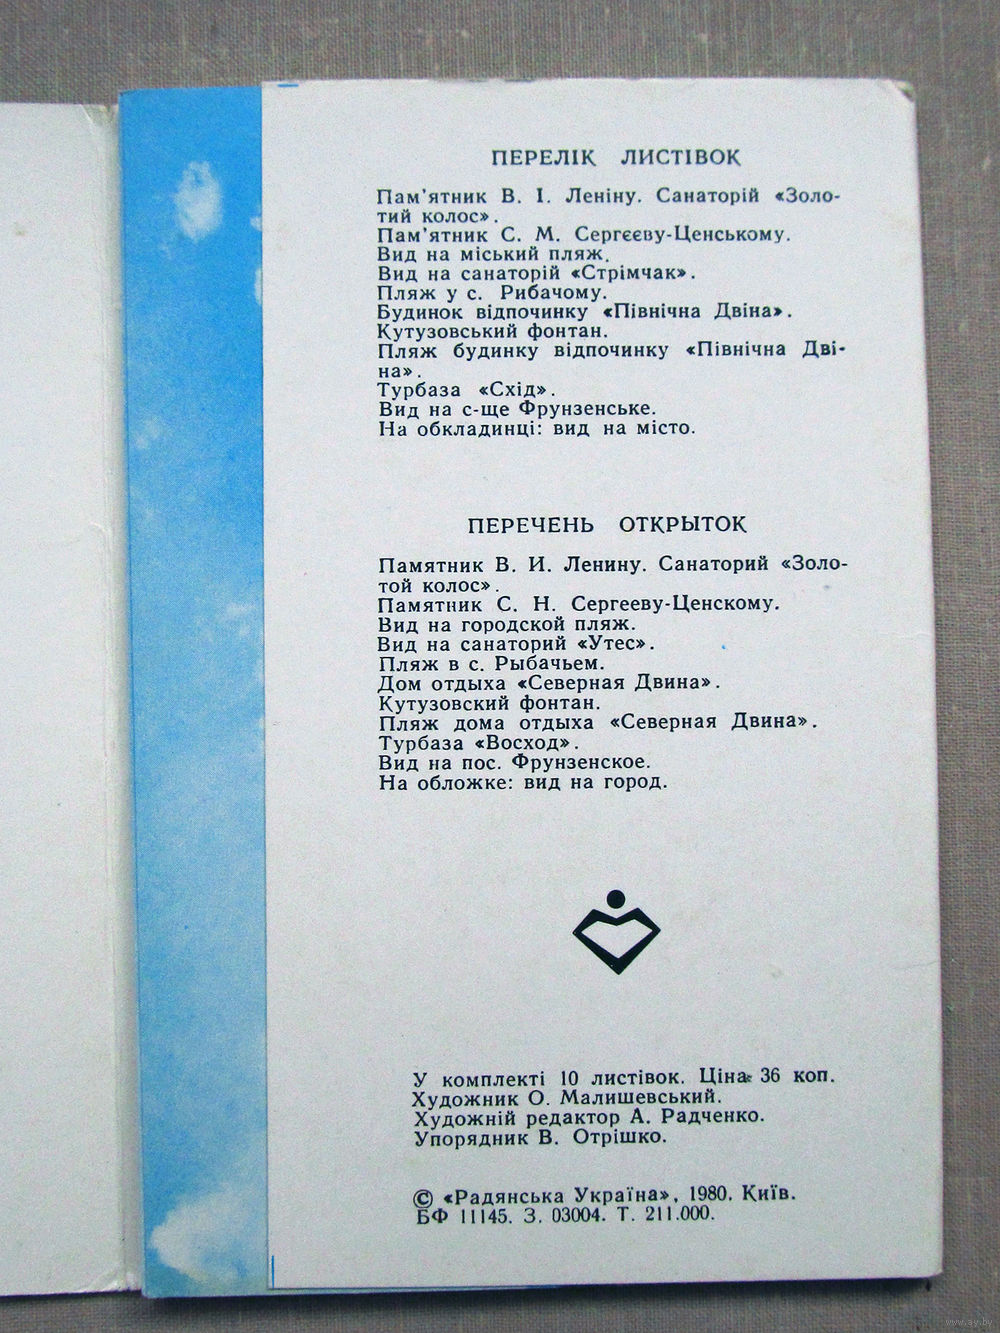 ПЕРЕЛІК ЛИСТІВОК
Пам'ятник В. І. Леніну. Санаторій «Золо-
тий колос».
Пам'ятник С. М. Сергєєву-Ценському.
Вид на міський пляж.
Вид на санаторій «Стрімчак».
Пляж у с. Рибачому.
Будинок відпочинку «Північна Двіна».
Кутузовський фонтан.
Пляж будинку відпочинку «Північна Дві-
на».
Турбаза «Схід».
Вид на с-ще Фрунзенське.
На обкладинці: вид на місто.
ПЕРЕЧЕНЬ ОТКРЫТОК
Памятник В. И. Ленину. Санаторий «Золо-
той колос».
Памятник С. Н. Сергееву-Ценскому.
Вид на городской пляж.
Вид на санаторий «Утес».
Пляж в с. Рыбачьем.
Дом отдыха «Северная Двина».
Кутузовский фонтан.
Пляж дома отдыха «Северная Двина».
Турбаза «Восход».
Вид на пос. Фрунзенское.
На обложке: вид на город.
У комплекті 10 листівок. Ціна 36 коп.
Художник О. Малишевський.
Художній редактор А. Радченко.
Упорядник В. Отрішко.
© «Радянська Україна», 1980. Київ.
БФ 11145. З. 03004. Т. 211.000.
www.ay.by